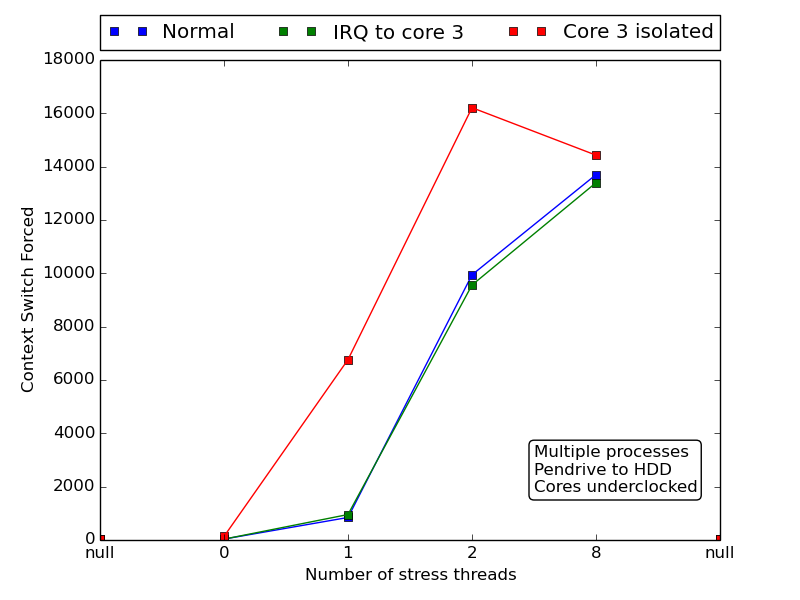 Normal IRQ to core 3 Core 3 isolated
18000
16000
14000
12000
10000
8000
6000
4000
2000
0
Context Switch Forced
Multiple processes
Pendrive to HDD
Cores underclocked
null 0 1 2 8 null
Number of stress threads